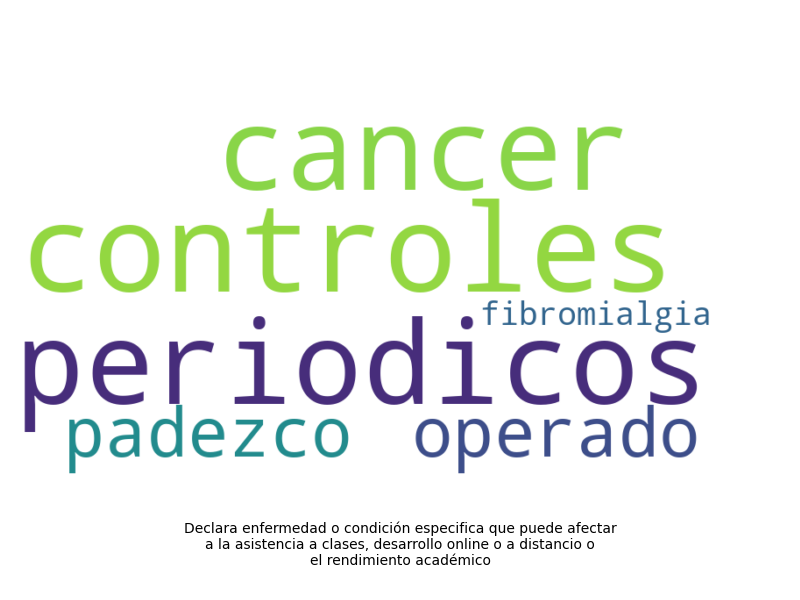 cancer
controles
fibromialgia
periodicos
padezco operado
Declara enfermedad o condición especifica que puede afectar
a la asistencia a clases, desarrollo online o a distancio o
el rendimiento académico